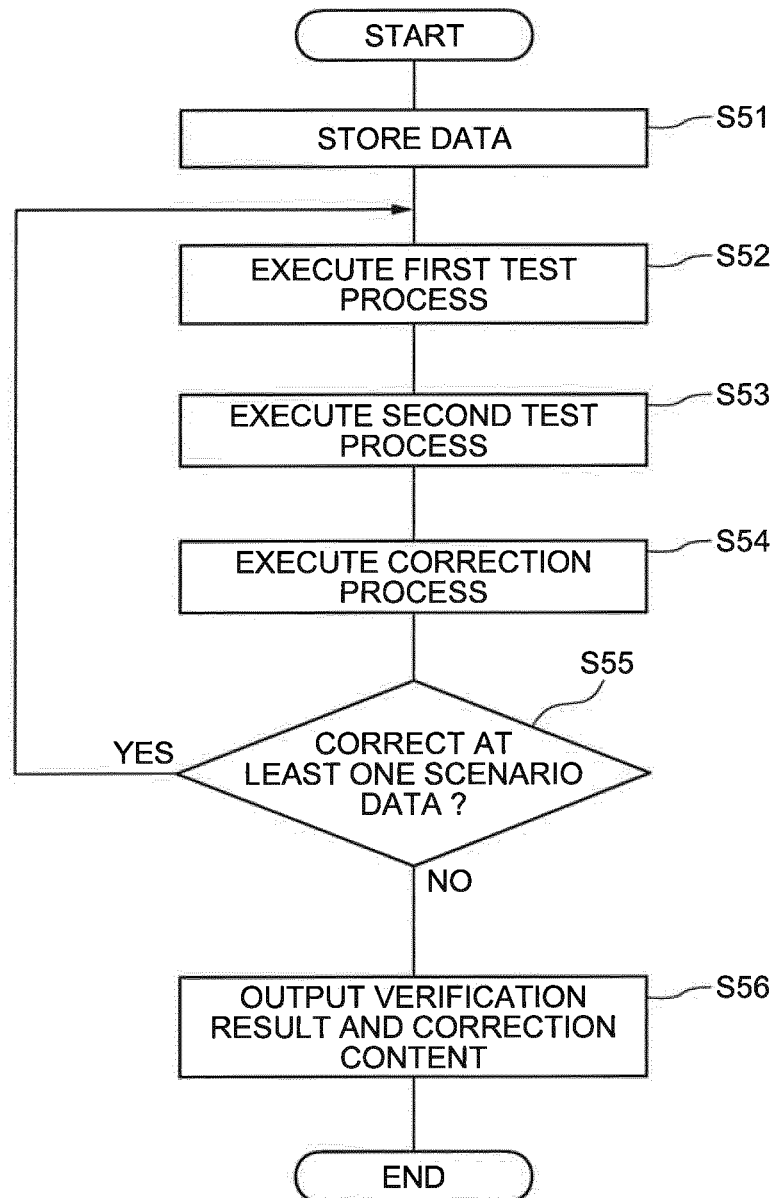 START
STORE DATA
S51
EXECUTE FIRST TEST
PROCESS
S52
EXECUTE SECOND TEST
PROCESS
S53
EXECUTE CORRECTION
PROCESS
S54
S55
YES
CORRECT AT
LEAST ONE SCENARIO
DATA ?
NO
OUTPUT VERIFICATION
RESULT AND CORRECTION
CONTENT
S56
END